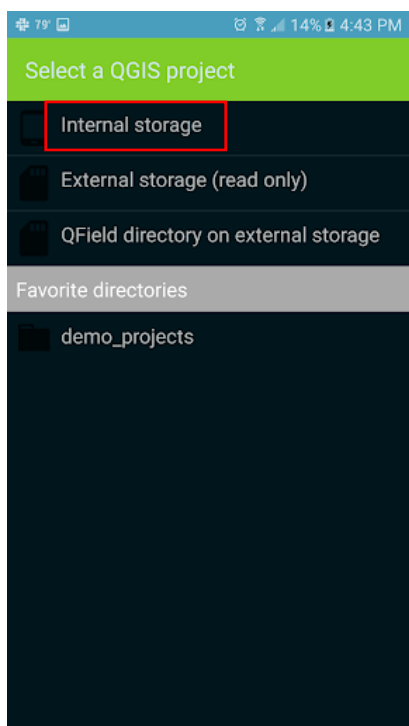 79° 14% 4:43 PM
Select a QGIS project
Internal storage
External storage (read only)
QField directory on external storage
Favorite directories
demo_projects